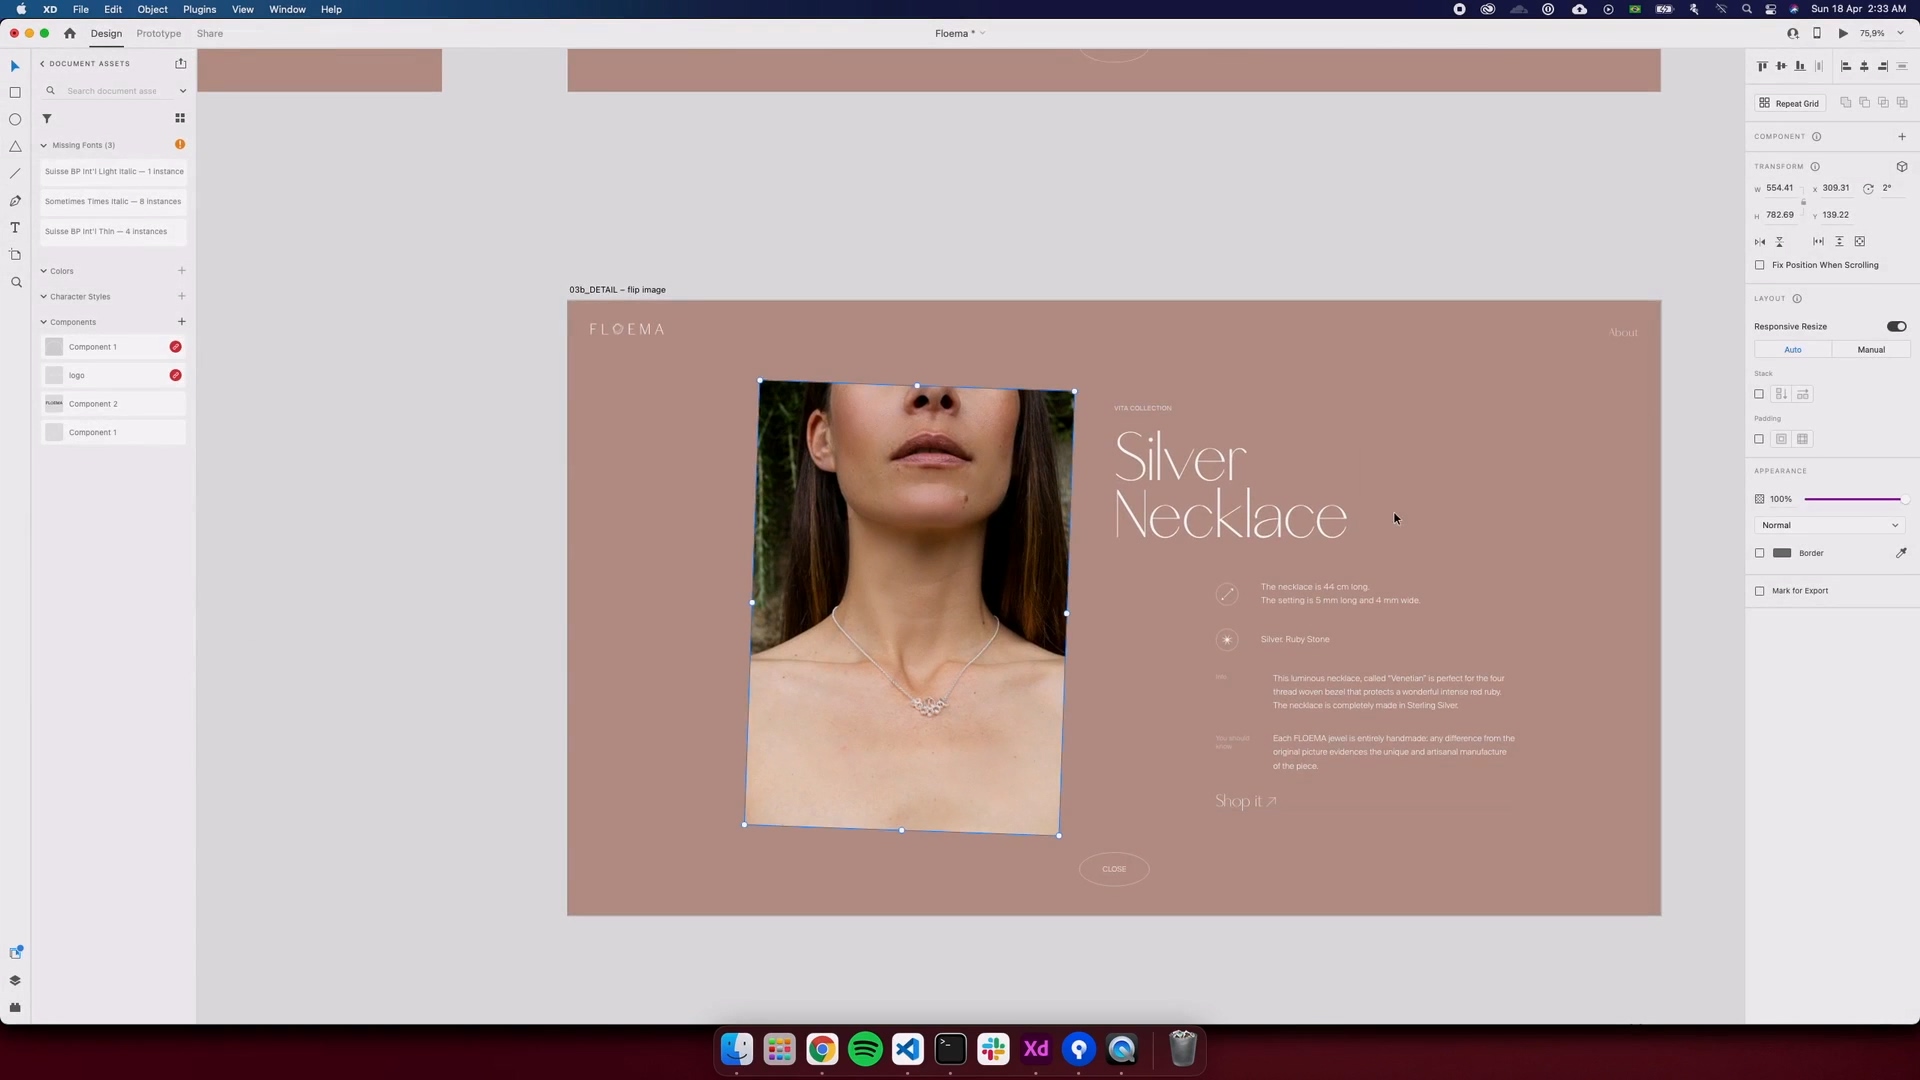 XD File Edit Object Plugins View Window Help
Sun 18 Apr 2:33 AM
Design Prototype Share
Floema *
75,9%
DOCUMENT ASSETS
Search document asse
Missing Fonts (3)
Suisse BP Int'l Light Italic — 1 instance
Sometimes Times Italic — 8 instances
Suisse BP Int'l Thin — 4 instances
Colors
Character Styles
Components
Component 1
logo
FLOEMA Component 2
Component 1
03b_DETAIL – flip image
FLOEMA
About
VITA COLLECTION
Silver
Necklace
The necklace is 44 cm long.
The setting is 5 mm long and 4 mm wide.
Silver, Ruby Stone
This luminous necklace, called “Venetian” is perfect for the four
thread woven bezel that protects a wonderful intense red ruby.
The necklace is completely made in Sterling Silver.
You should
know
Each FLOEMA jewel is entirely handmade: any difference from the
original picture evidences the unique and artisanal manufacture
of the piece.
Shop it
CLOSE
Repeat Grid
COMPONENT
TRANSFORM
W 554.41 X 309.31 2°
H 782.69 Y 139.22
Fix Position When Scrolling
LAYOUT
Responsive Resize
Auto Manual
Stack
Padding
APPEARANCE
100%
Normal
Border
Mark for Export
Xd